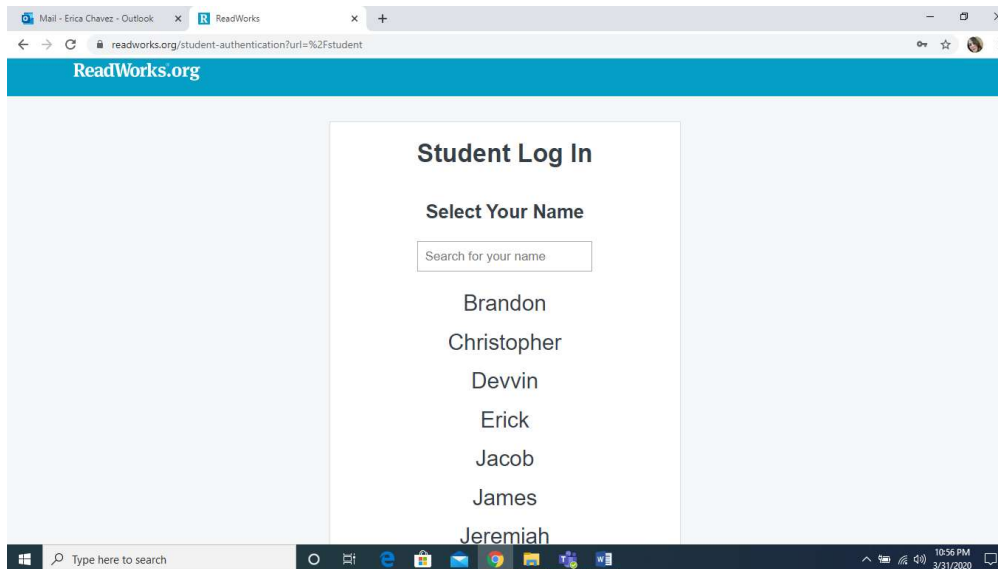 Mail - Erica Chavez - Outlook
ReadWorks
readworks.org/student-authentication?url=%2Fstudent
ReadWorks.org
Student Log In
Select Your Name
Search for your name
Brandon
Christopher
Devvin
Erick
Jacob
James
Jeremiah
Type here to search
10:56 PM
3/31/2020